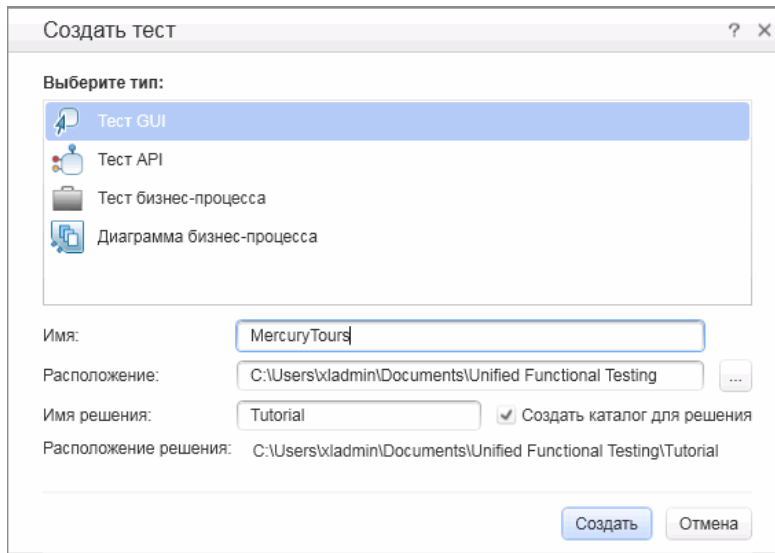 Создать тест
? ×
Выберите тип:
Тест GUI
Тест API
Тест бизнес-процесса
Диаграмма бизнес-процесса
Имя: MercuryTours
Расположение: C:\Users\xladmin\Documents\Unified Functional Testing ...
Имя решения: Tutorial Создать каталог для решения
Расположение решения: C:\Users\xladmin\Documents\Unified Functional Testing\Tutorial
Создать Отмена